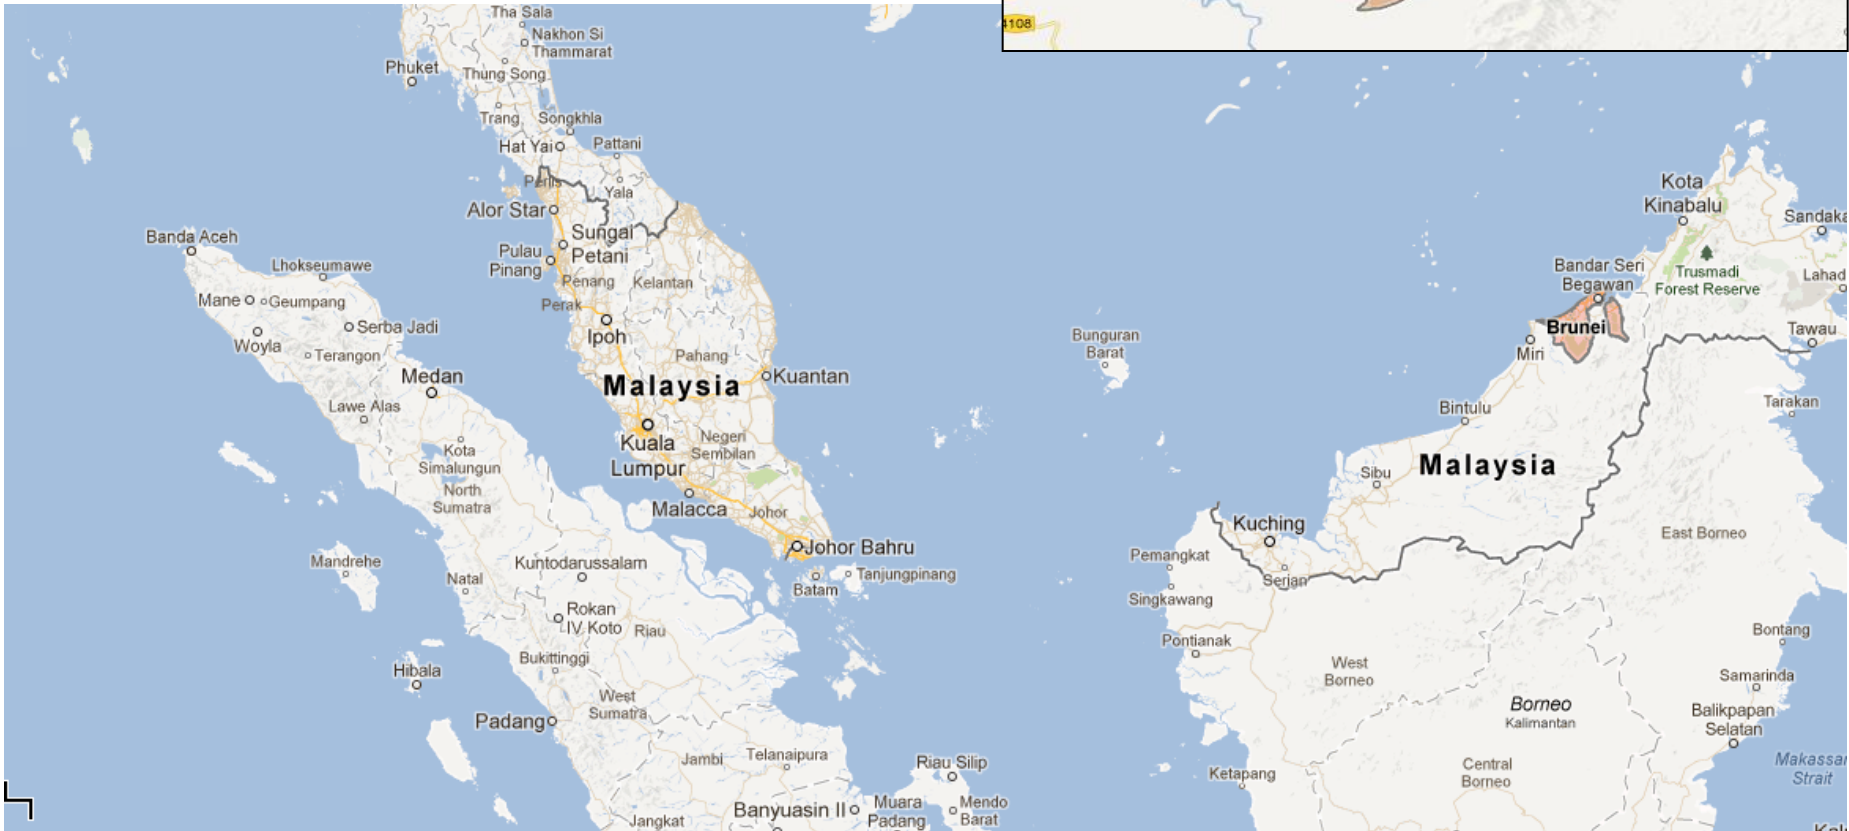 Tha Sala
Nakhon Si
Thammarat
Phuket
Thung Song
Trang
Songkhla
Hat Yai
Pattani
Perlis
Yala
Alor Star
Sungai
Petani
Pulau
Pinang
Penang
Kelantan
Perak
Ipoh
Pahang
Malaysia
Kuantan
Kuala
Lumpur
Negeri
Sembilan
Malacca
Johor
Johor Bahru
Batam
Tanjungpinang
Banda Aceh
Lhokseumawe
Mane
Geumpang
Serba Jadi
Woyla
Terangon
Medan
Lawe Alas
Kota
Simalungun
North
Sumatra
Mandrehe
Natal
Kuntodarussalam
Rokan
IV Koto
Riau
Bukittinggi
Hibala
West
Sumatra
Padang
Jambi
Telanaipura
Riau Silip
Banyuasin II
Muara
Padang
Mendo
Barat
Jangkat
4108
Kota
Kinabalu
Sandaka
Bandar Seri
Begawan
Trusmadi
Forest Reserve
Lahad
Brunei
Miri
Tawau
Bunguran
Barat
Bintulu
Tarakan
Sibu
Malaysia
Kuching
Serian
Pemangkat
Singkawang
East Borneo
Pontianak
West
Borneo
Bontang
Samarinda
Borneo
Kalimantan
Balikpapan
Selatan
Makassar
Strait
Ketapang
Central
Borneo